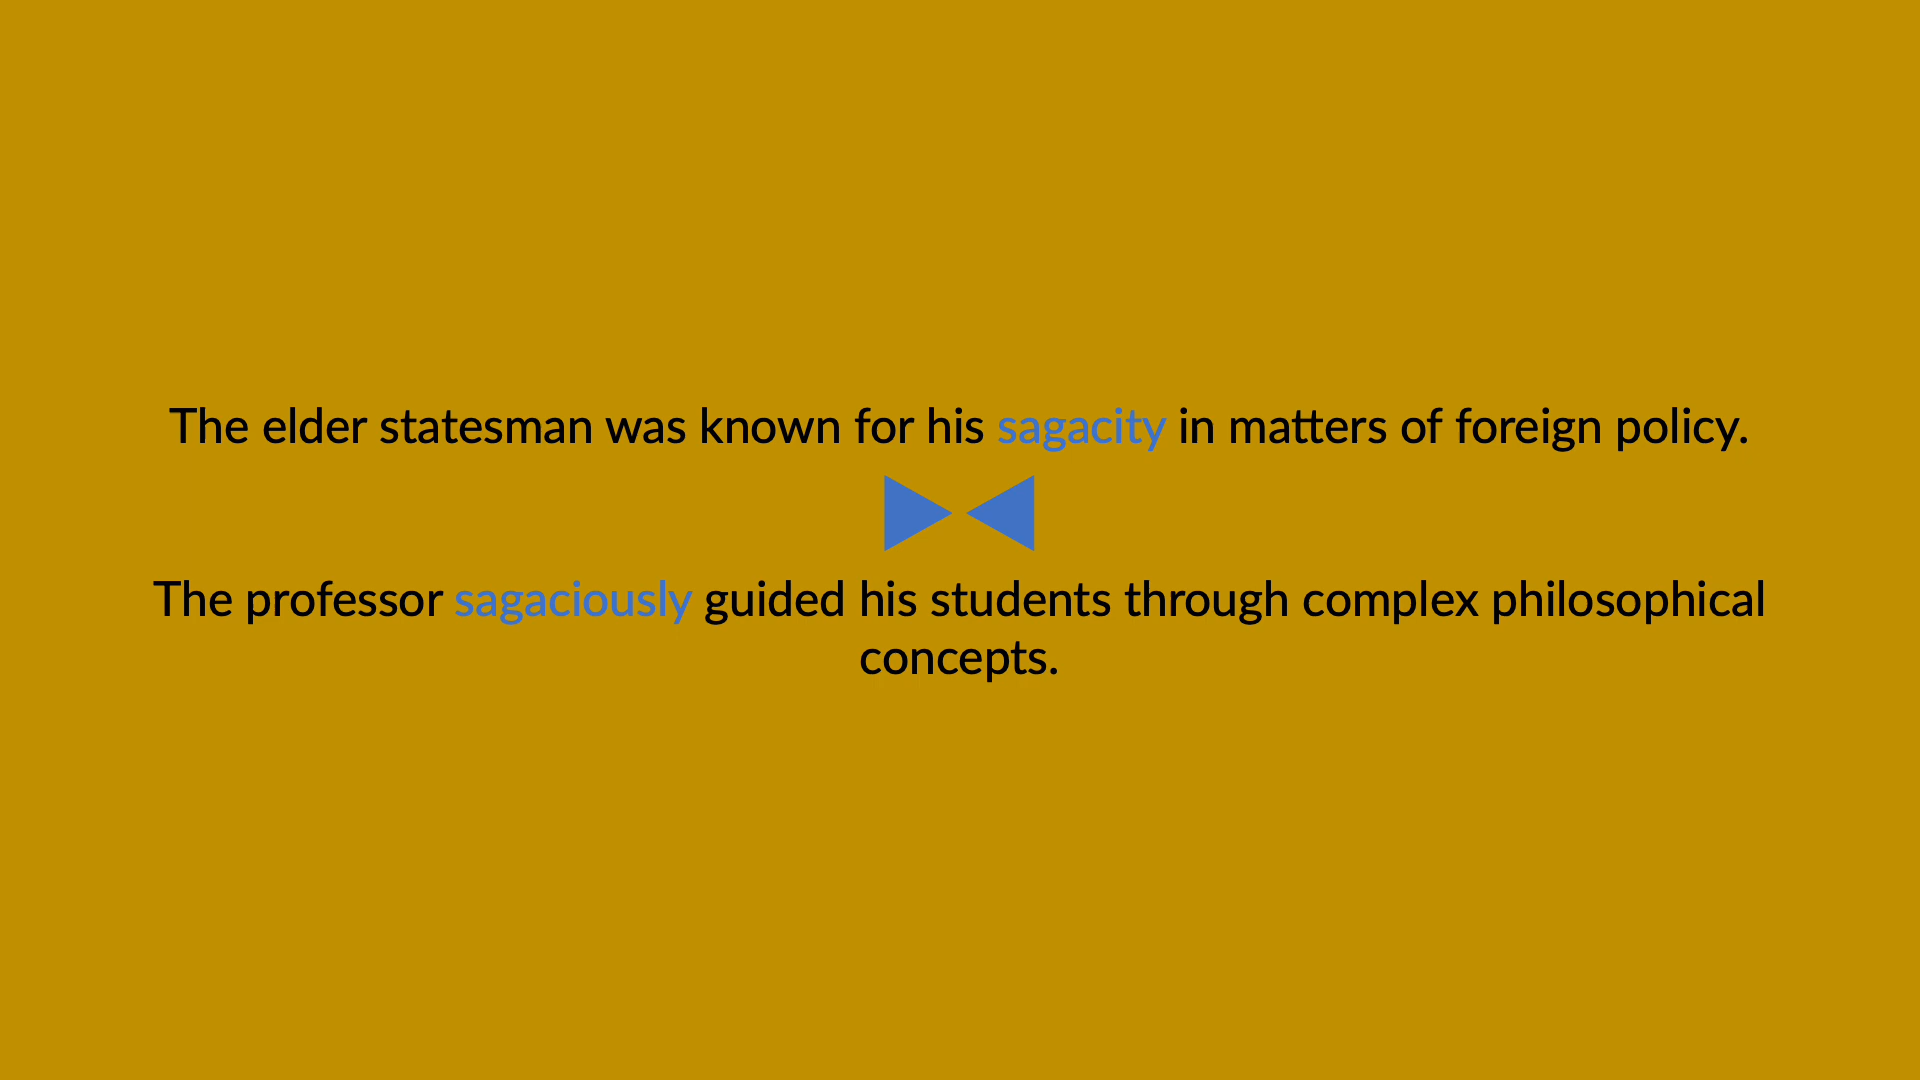 The elder statesman was known for his sagacity in matters of foreign policy.
The professor sagaciously guided his students through complex philosophical
concepts.